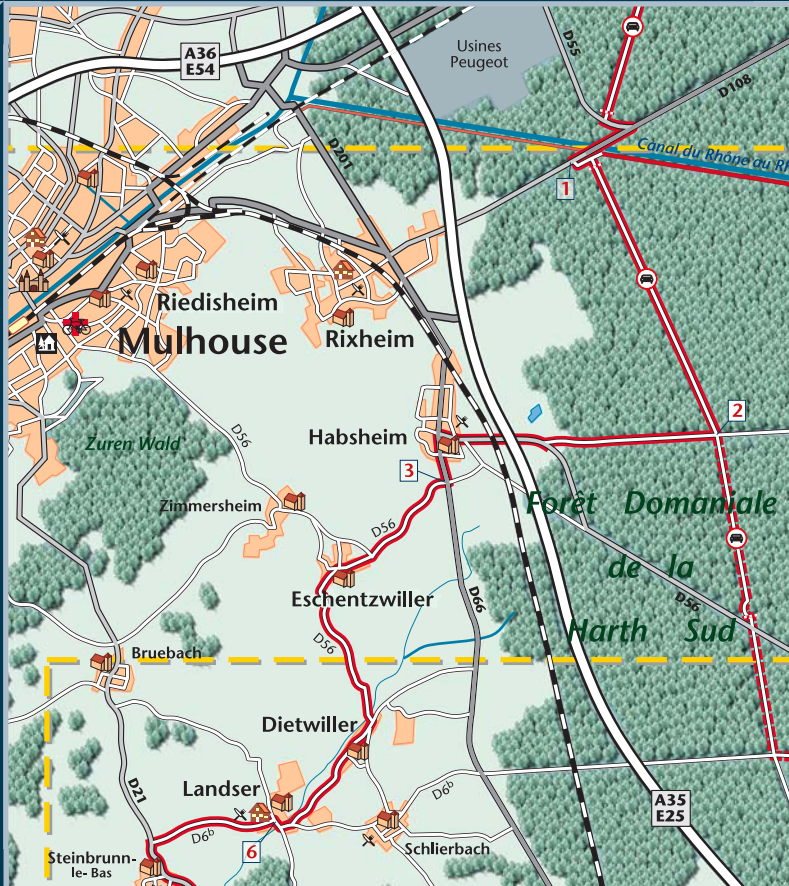 Usines
Peugeot
D55
A36
E54
D108
D201
Canal du Rhône au Rh
1
Riedisheim
Mulhouse
Rixheim
2
D56
Habsheim
Zuren Wald
3
Zimmersheim
Forêt Domaniale
de la
Harth Sud
D56
D56
Eschentzwiller
D66
D56
Bruebach
Dietwiller
D21
Landser
D6b
A35
E25
D6b
6
Schlierbach
Steinbrunn-
le-Bas